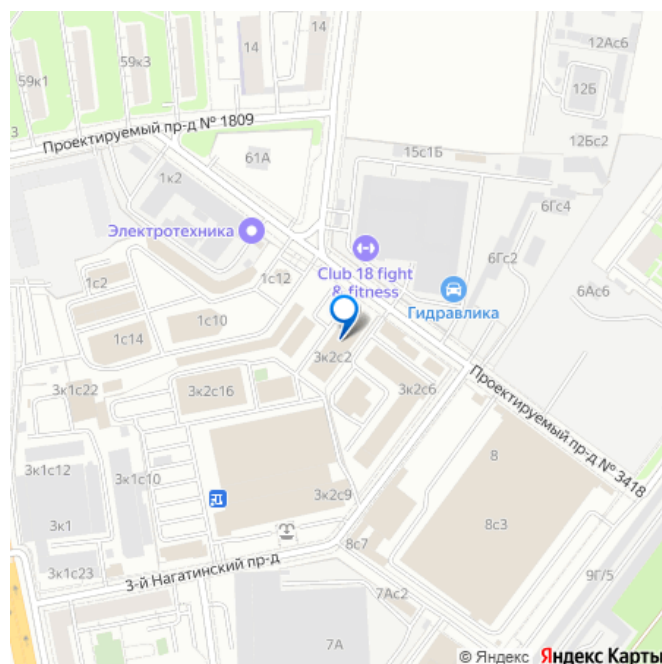 59к3
14
14
12Ас6
59к1
12Б
3
Проектируемый пр-д № 1809
12Бс2
61А
15с1Б
1к2
6Гс4
Электротехника
6Гс2
Club 18 fight
& fitness
1с12
1с2
Гидравлика
6Ас6
1с10
1с14
3к2с2
3к1с22
3к2с16
3к2с6
Проектируемый пр-д № 3418
3к1с12
3к1с10
8
3к2с9
3к1
8с3
8с7
3к1с23
3-й Нагатинский пр-д
9Г/5
7Ас2
7А
© Яндекс Яндекс Карты